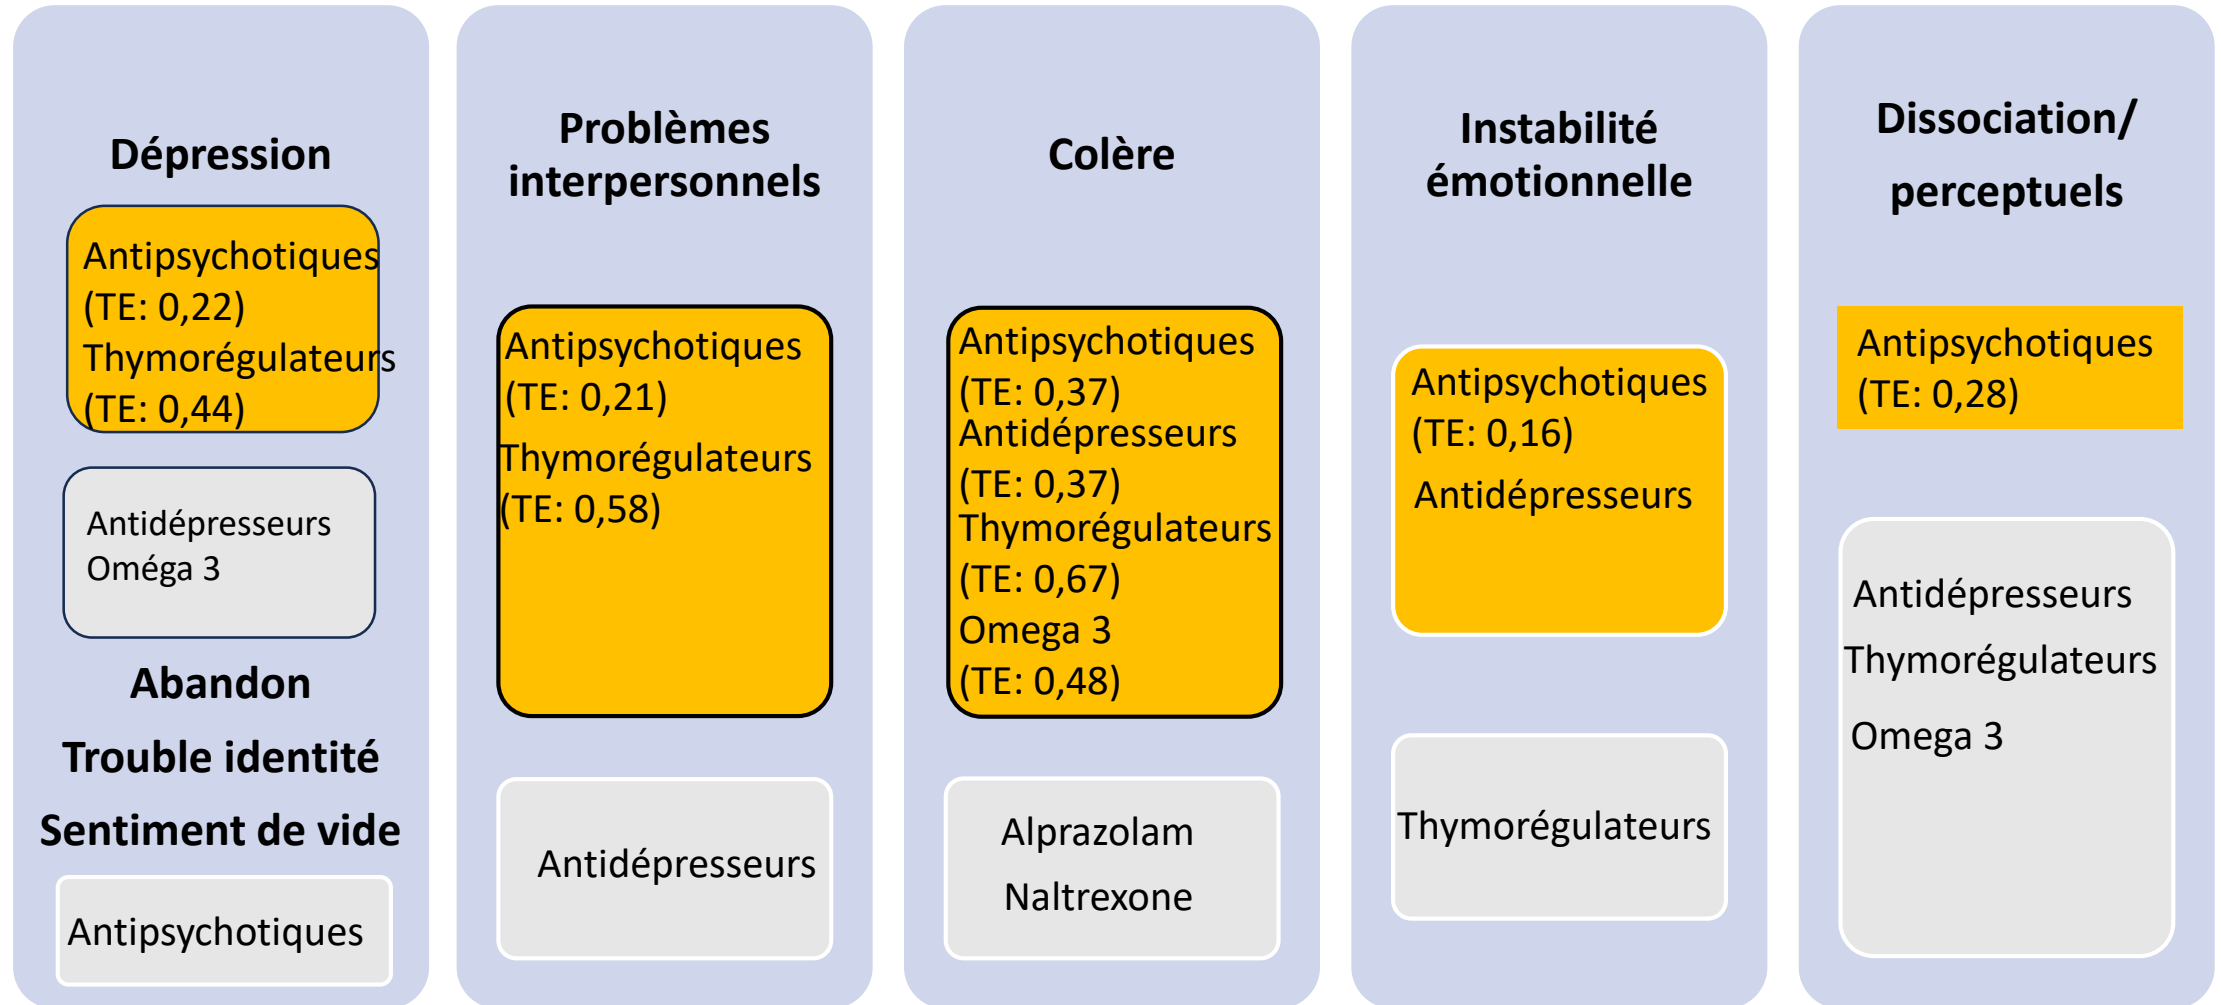 Dépression
Antipsychotiques
(TE: 0,22)
Thymorégulateurs
(TE: 0,44)
Antidépresseurs
Oméga 3
Abandon
Trouble identité
Sentiment de vide
Antipsychotiques
Problèmes
interpersonnels
Antipsychotiques
(TE: 0,21)
Thymorégulateurs
(TE: 0,58)
Antidépresseurs
Colère
Antipsychotiques
(TE: 0,37)
Antidépresseurs
(TE: 0,37)
Thymorégulateurs
(TE: 0,67)
Omega 3
(TE: 0,48)
Alprazolam
Naltrexone
Instabilité
émotionnelle
Antipsychotiques
(TE: 0,16)
Antidépresseurs
Thymorégulateurs
Dissociation/
perceptuels
Antipsychotiques
(TE: 0,28)
Antidépresseurs
Thymorégulateurs
Omega 3